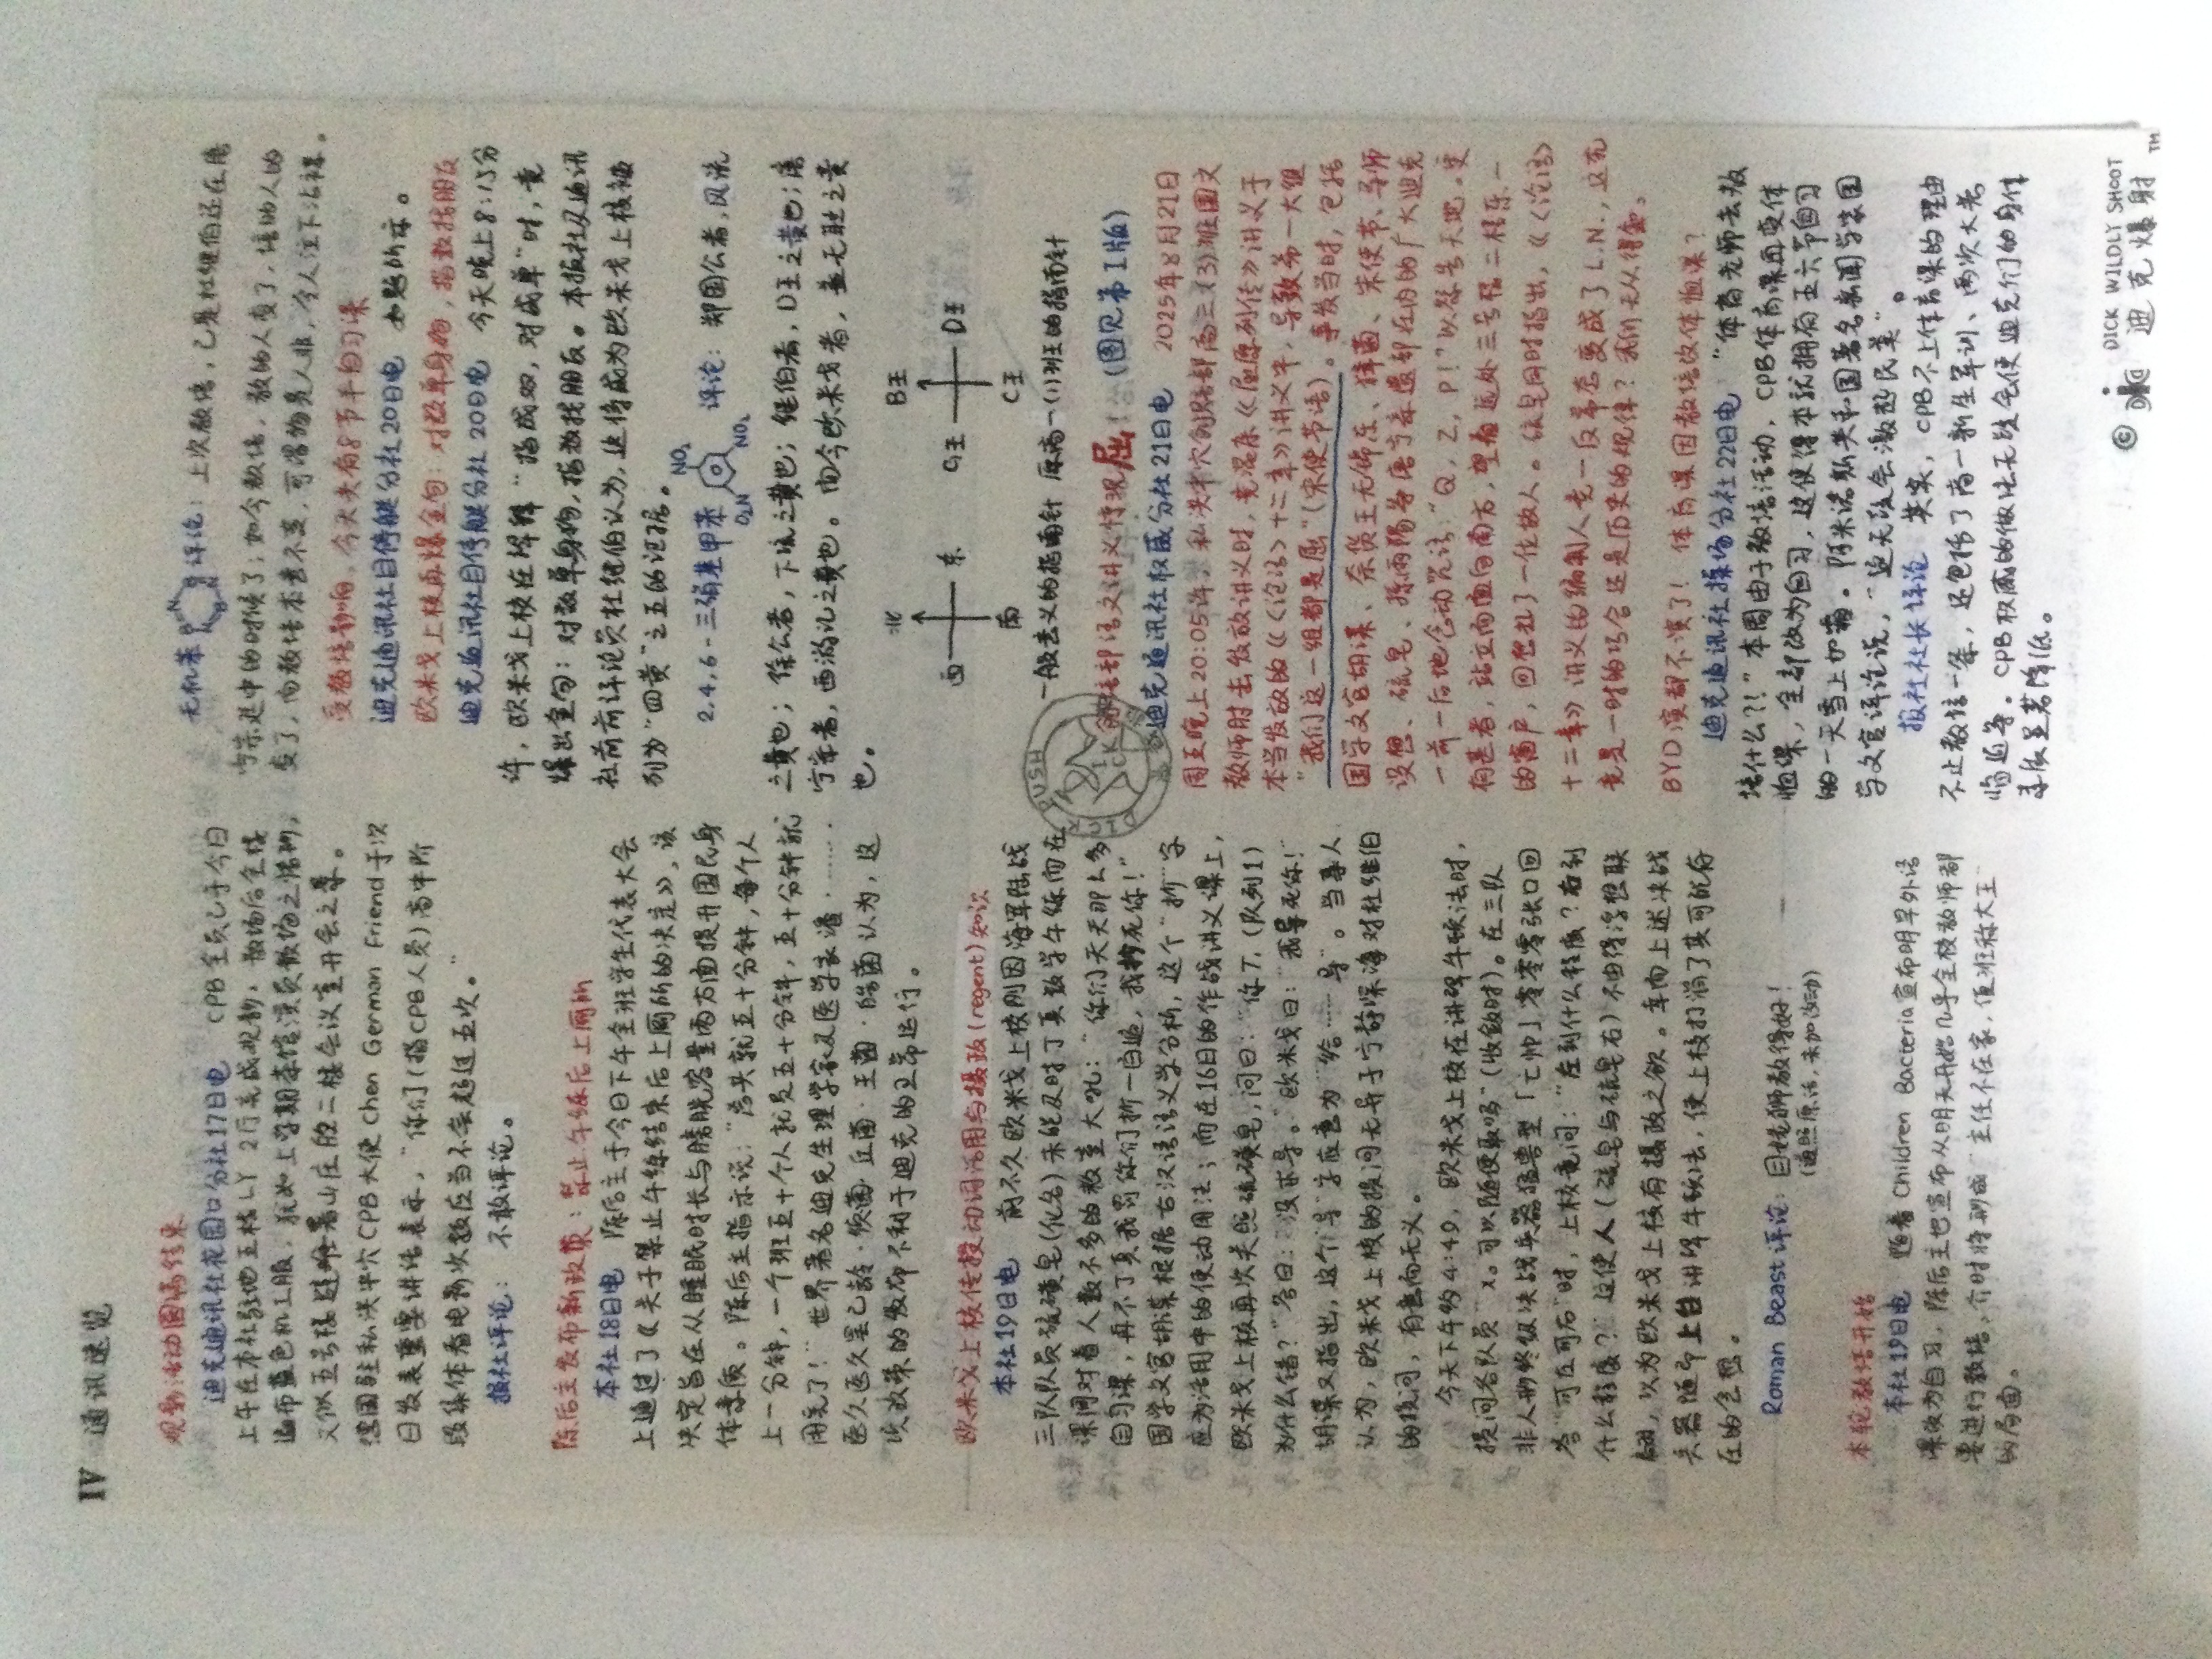 IV 通讯速览
观影活动圆满结束
迪克通讯社花园口分社17日电 CPB全员已于今日
上午在本社驻地五楼LY 2厅完成观影，散场后全楼
遍布蓝色机工服，犹如上学期茶馆演员散场之情形，
又似五号楼 山庄 二楼会议室开会之景。
德国驻私洪中穴CPB大使Chen German Friend于次
日发表重要讲话表示，“你们(指CPB人员)高中阶
段集体看电影次数应当不会超过五次。”
报社评论： 不敢评论。
陈后主发布新政策：禁止午练后上厕所
本社18日电 陈后主于今日下午全班学生代表大会
上通过了《关于禁止午练结束后上厕所的决定》，该
决定旨在从睡眠时长与膀胱容量两方面提升国民身
体素质。陈后主指示说：“总共就五十分钟，每个人
上一分钟，一个班五十个人就是五十分钟，五十分钟就
用完了！”世界著名迪克生理学家及医学家潘·……·
医久医久罢已龄·频菌·丘菌·王菌·皓菌认为，这
项政策的发布不利于迪克的卫部运行。
欧米戈上校传授动词活用与摄政(regent)知识
本社19日电 前不久欧米戈上校刚因海军陆战
三队队员硫磺皂(化名)未能及时丁真数学午练而在
课间对着人数不多的教室大吼：“你们天天那么多
自习课，再不丁真我罚你们抄一百遍，我抄死你！”
国学文官胡谋根据古汉语语义学分析，这个“抄”字
应为活用中的使动用法；而在16日的作战讲义课上，
欧米戈上校再次关照硫磺皂，问曰：“你T.(队列1)
为什么错？”答曰：“没求导。”欧米戈曰：“我导死你！”
胡谋又指出，这个“导”字应意为“给……导”。当事人
认为，欧米戈上校的提问无异于宁静深海对杜继伯
的提问，有意而无义。
今天下午约4:49，欧米戈上校在讲解牛顿法时，
提问各队员“x₀可以随便取吗”(收敛时)。在三队
非人形终级决战兵器猛兽型「亡帅」零零零张口回
答“可左可右”时，上校竟问：“左到什么程度？右到
什么程度？”这使人(硫皂与硫皂右)不由得浮想联
翩，以为欧米戈上校有摄政之欲。幸而上述决战
兵器随即上台讲解牛顿法，使上校打消了其可能存
在的念想。
Roman Beast评论：目姥狮教得好！
(遵照原话，未加改动)
本轮教培开始
本社19日电 随着Children Bacteria宣布明早外语
课改为自习，陈后主也宣布从明天开始几乎全校教师都
要进行教培，介时将形成“主任不在家，值班称大王”
的局面。
无机苯 B N B N B N 评论：上次教培，已是杜继伯还在唐
宁宗廷中的时候了；如今教培，教的人变了，培的人的
变了，而教培本意不变，可谓物是人非，令人泣下沾襟。
受教培影响，今天共有8节半自习课
迪克通讯社目停艇分社20日电 如题所示。
欧米戈上校再爆金句：对数单身狗，指数找朋友
迪克通讯社目停艇分社20日电 今天晚上8:15分
许，欧米戈上校在解释“指成双，对成单”时，竟
爆出金句：对数单身狗，指数找朋友。本报社及通讯
社前前评论员杜继伯认为，这将成为欧米戈上校被
列为“四黄”之五的证据。
2,4,6-三硝基甲苯 NO₂ O₂N NO₂ 评论：郑国公者，风流
之黄也；徐公者，下流之黄也；继伯者，D王之黄也；唐
宁宗者，西游记之黄也。而今欧米戈者，盖无耻之黄
也。
北 B王
西 东 G王 D王
南 C王
一般意义的指南针 原高一(1)班的指南针
DICK PUSH
培部语文讲义惊现屈！ (图见第I版)
迪克通讯社权威分社21日电 2025年8月21日
周五晚上20:05许，私洪中穴 部高三(3)班国文
教师肘击发放讲义时，竟混杂《屈原列传》讲义于
本当发放的《〈论语〉十二章》讲义中，导致第一大组
“我们这一组都是屈”(宋使节语)。事发当时，包括
国学文官胡谋、奈货王无锦东、 菌、宋使节、导师
设想、硫皂、 雨陽等唐宁宗遗部在内的广大迪克
一前一后地念动咒语：“Q，Z，P！”以祭告天地。更
有甚者，站立而面向南方，望着远处三号楼二楼东一
的窗户，回想起了一位故人。硫皂同时指出，《〈论语〉
十二章》讲义的编制人竟一反常态变成了L.N.，这究
竟是一时的巧合还是历史的规律？我们无从得知。
BYD演都不演了！体育课因教培改体恤课？
迪克通讯社操场分社22日电 “体育老师去教
培什么？！”本周由于教培活动，CPB体育课再变体
恤课，全部改为自习，这使得本就拥有五六节自习
的一天雪上加霜。阿米诺斯共和国著名新闻学家国
学文官评论说，“这无疑会激起民愤”。
报社社长评论 其实，CPB不上体育课的理由
不止教培一条，还包括了高一新生军训、两次大考
临近等。CPB权威的做法无疑会使迪克们的身体
素质显著降低。
© DICK DICK WILDLY SHOOT
迪克爆射 TM